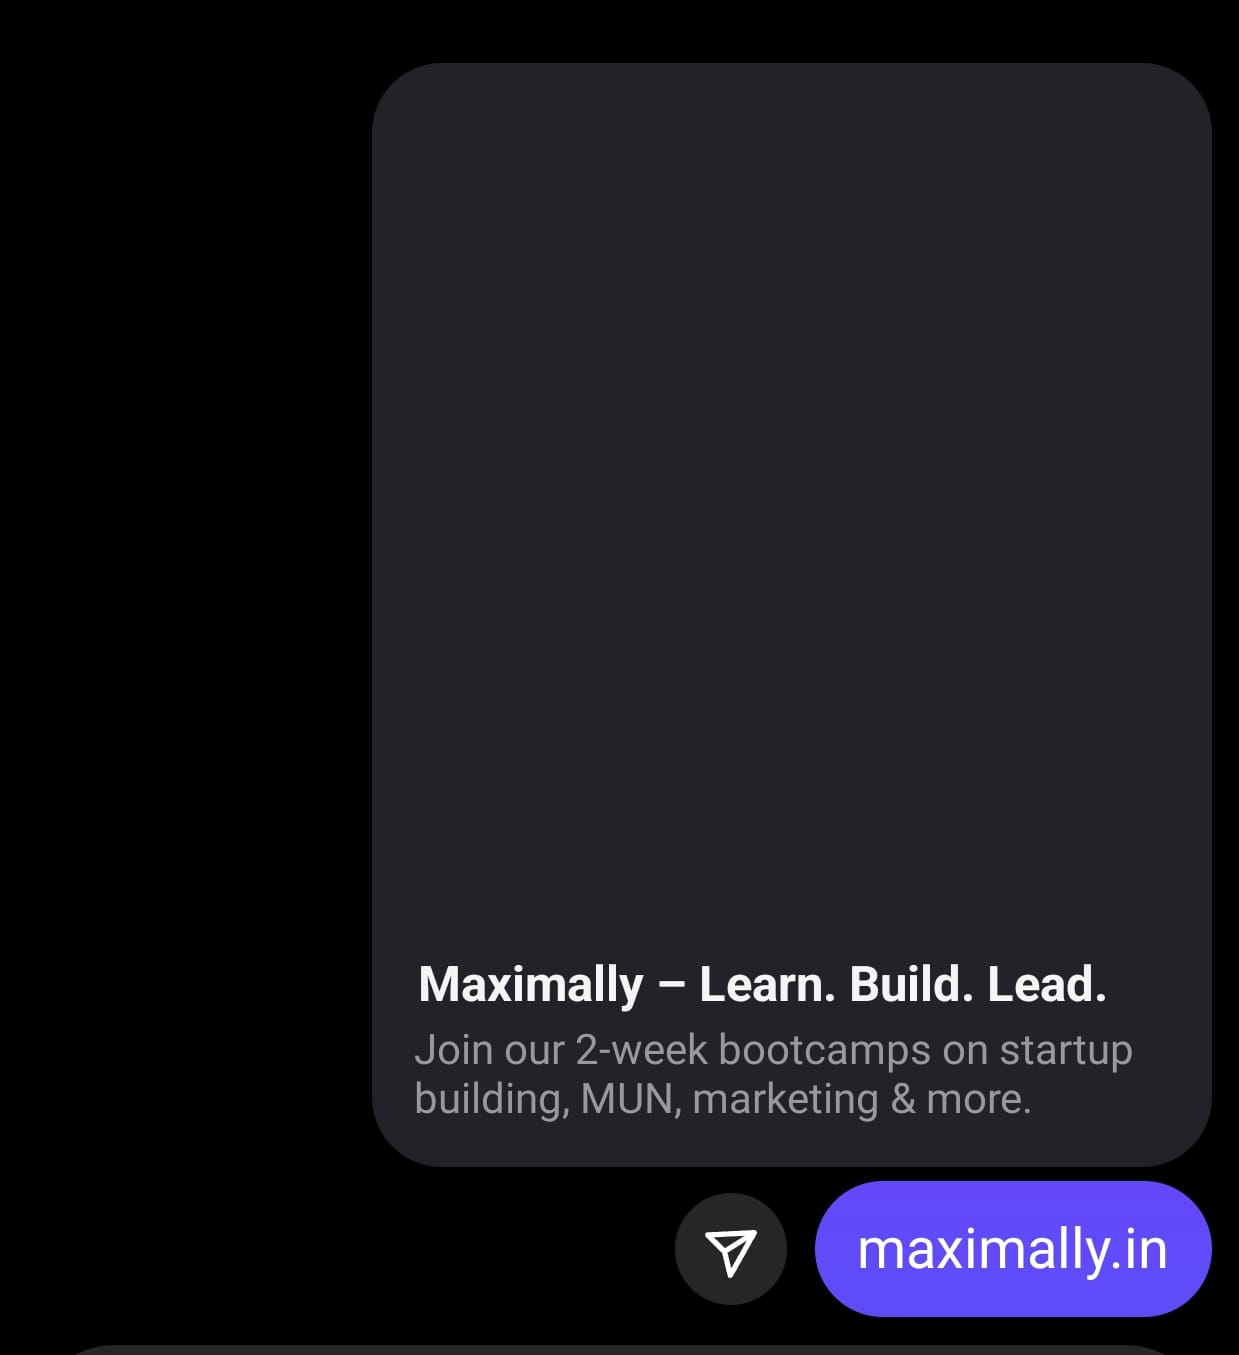 Maximally – Learn. Build. Lead.
Join our 2-week bootcamps on startup
building, MUN, marketing & more.
maximally.in